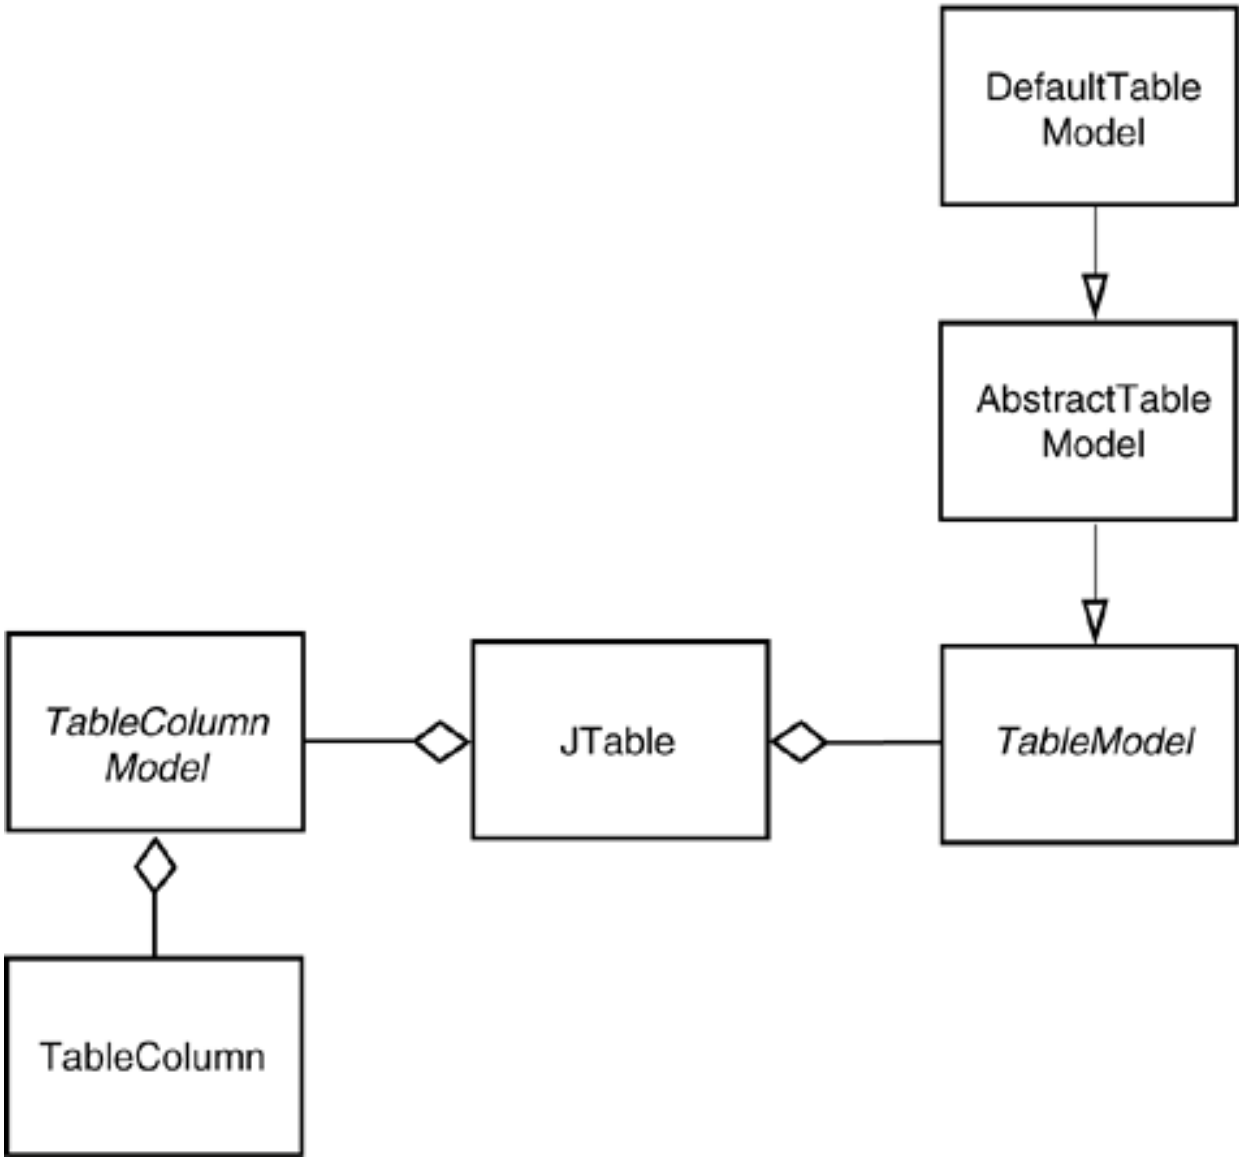 DefaultTable
Model
AbstractTable
Model
TableColumn
Model
JTable
TableModel
TableColumn